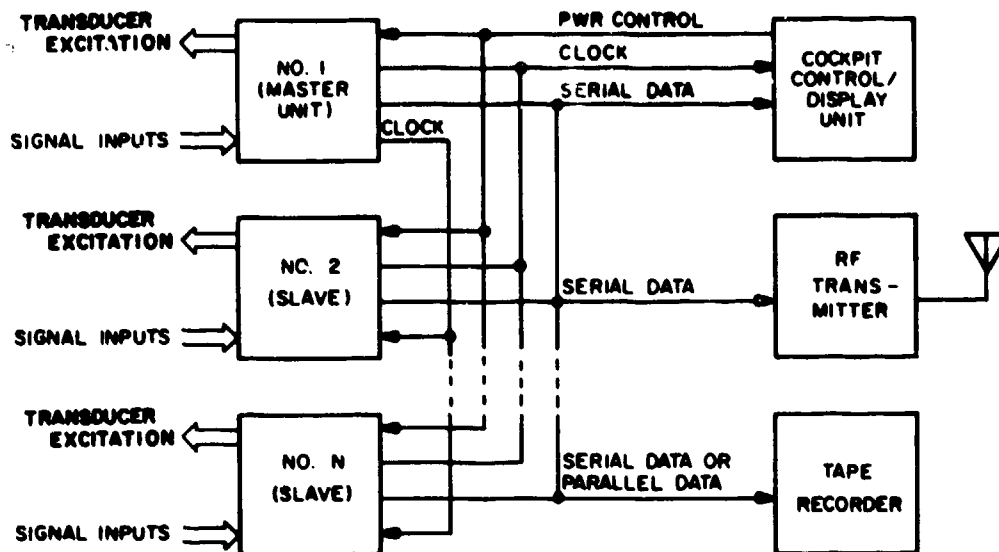 TRANSDUCER
EXCITATION
NO. 1
(MASTER
UNIT)
SIGNAL INPUTS
PWR CONTROL
CLOCK
SERIAL DATA
CLOCK
COCKPIT
CONTROL/
DISPLAY
UNIT
TRANSDUCER
EXCITATION
NO. 2
(SLAVE)
SIGNAL INPUTS
SERIAL DATA
RF
TRANS-
MITTER
TRANSDUCER
EXCITATION
NO. N
(SLAVE)
SIGNAL INPUTS
SERIAL DATA OR
PARALLEL DATA
TAPE
RECORDER